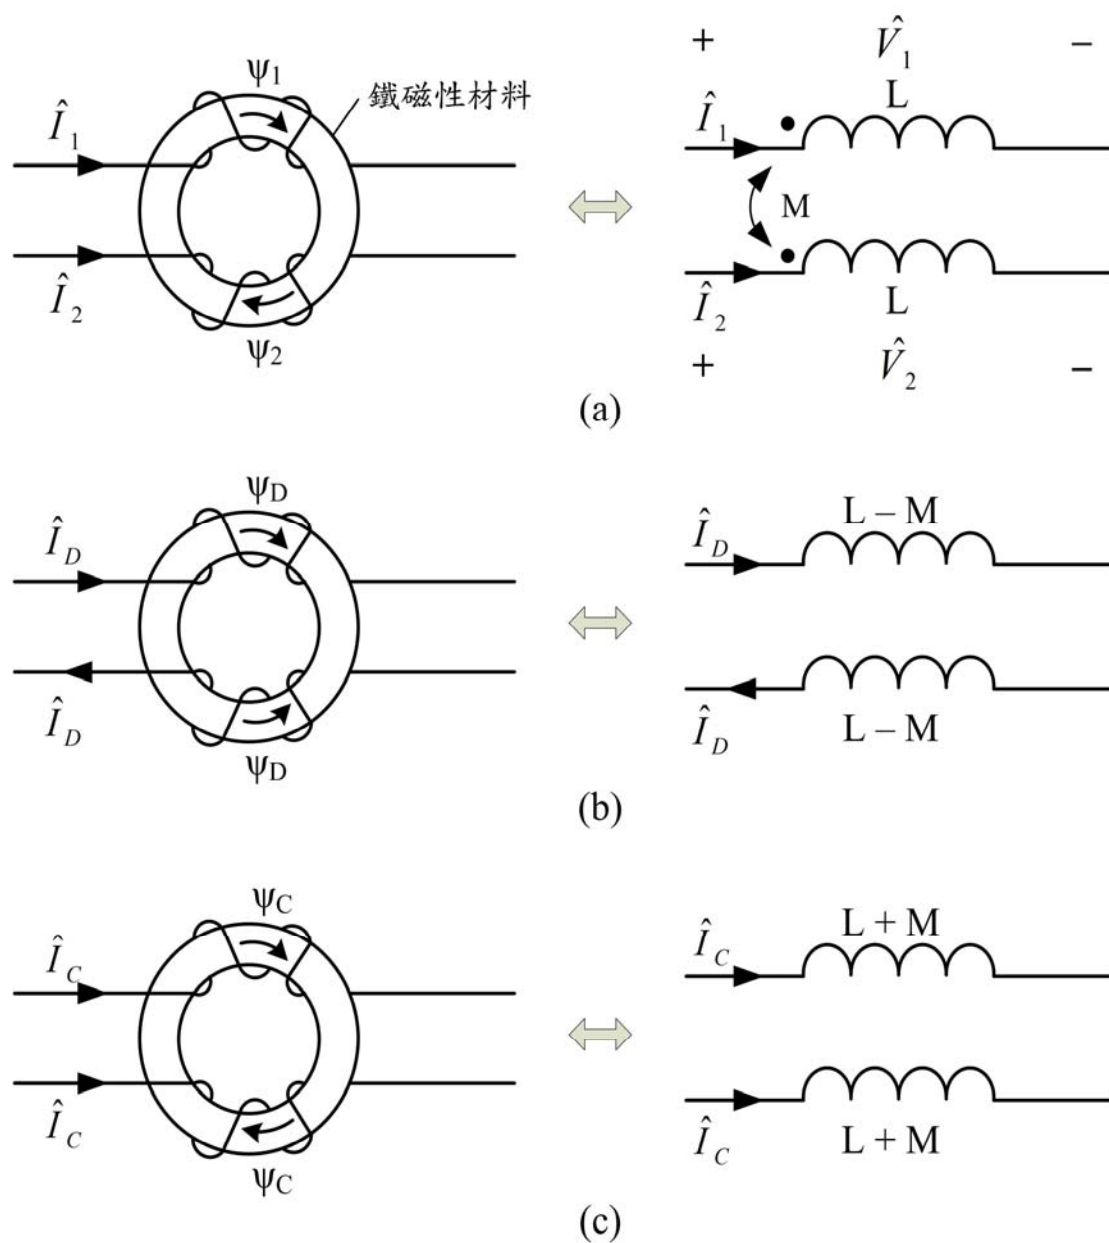 ψ1
鐵磁性材料
Î1
Î2
ψ2
+ V̂1 −
L
Î1
M
Î2
L
+ V̂2 −
(a)
ψD
ÎD
ÎD
ψD
L – M
ÎD
ÎD
L – M
(b)
ψC
ÎC
ÎC
ψC
L + M
ÎC
ÎC
L + M
(c)